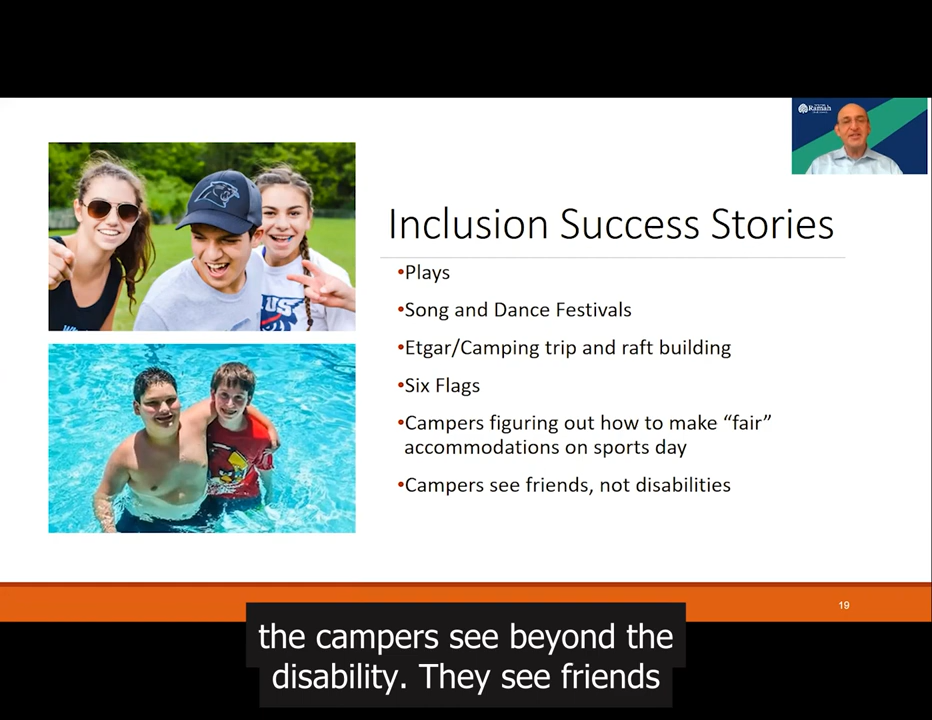 Ramah
Inclusion Success Stories
•Plays
•Song and Dance Festivals
•Etgar/Camping trip and raft building
•Six Flags
•Campers figuring out how to make “fair”
accommodations on sports day
•Campers see friends, not disabilities
19
the campers see beyond the
disability. They see friends